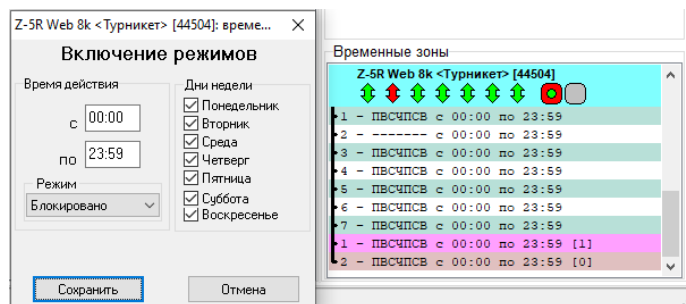 Z-5R Web 8k <Турникет> [44504]: време...
Включение режимов
Время действия
с 00:00
по 23:59
Режим
Блокировано
Дни недели
Понедельник
Вторник
Среда
Четверг
Пятница
Суббота
Воскресенье
Сохранить
Отмена
Временные зоны
Z-5R Web 8k <Турникет> [44504]
1 - ПВСЧПСВ с 00:00 по 23:59
2 - ------- с 00:00 по 23:59
3 - ПВСЧПСВ с 00:00 по 23:59
4 - ПВСЧПСВ с 00:00 по 23:59
5 - ПВСЧПСВ с 00:00 по 23:59
6 - ПВСЧПСВ с 00:00 по 23:59
7 - ПВСЧПСВ с 00:00 по 23:59
1 - ПВСЧПСВ с 00:00 по 23:59 [1]
2 - ПВСЧПСВ с 00:00 по 23:59 [0]